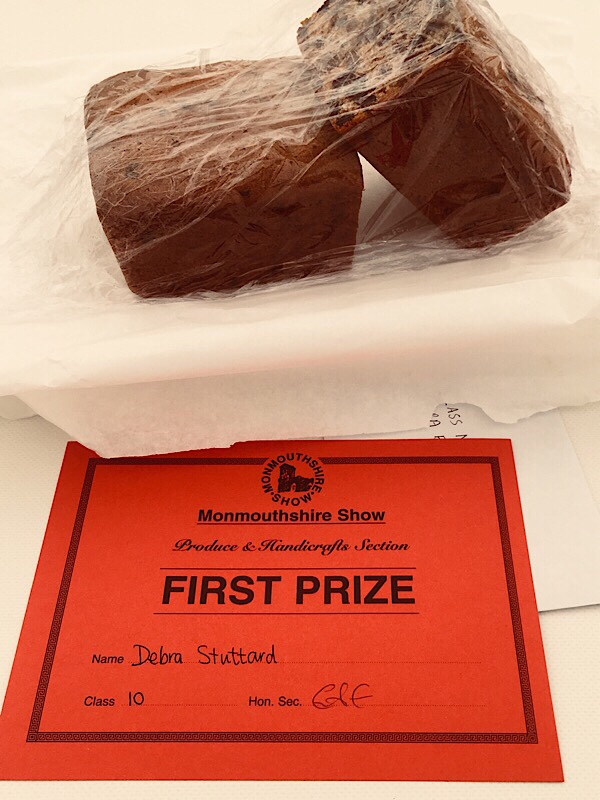 MONMOUTHSHIRE
SHOW
Monmouthshire Show
Produce & Handicrafts Section
FIRST PRIZE
Name Debra Stuttard
Class 10 Hon. Sec.